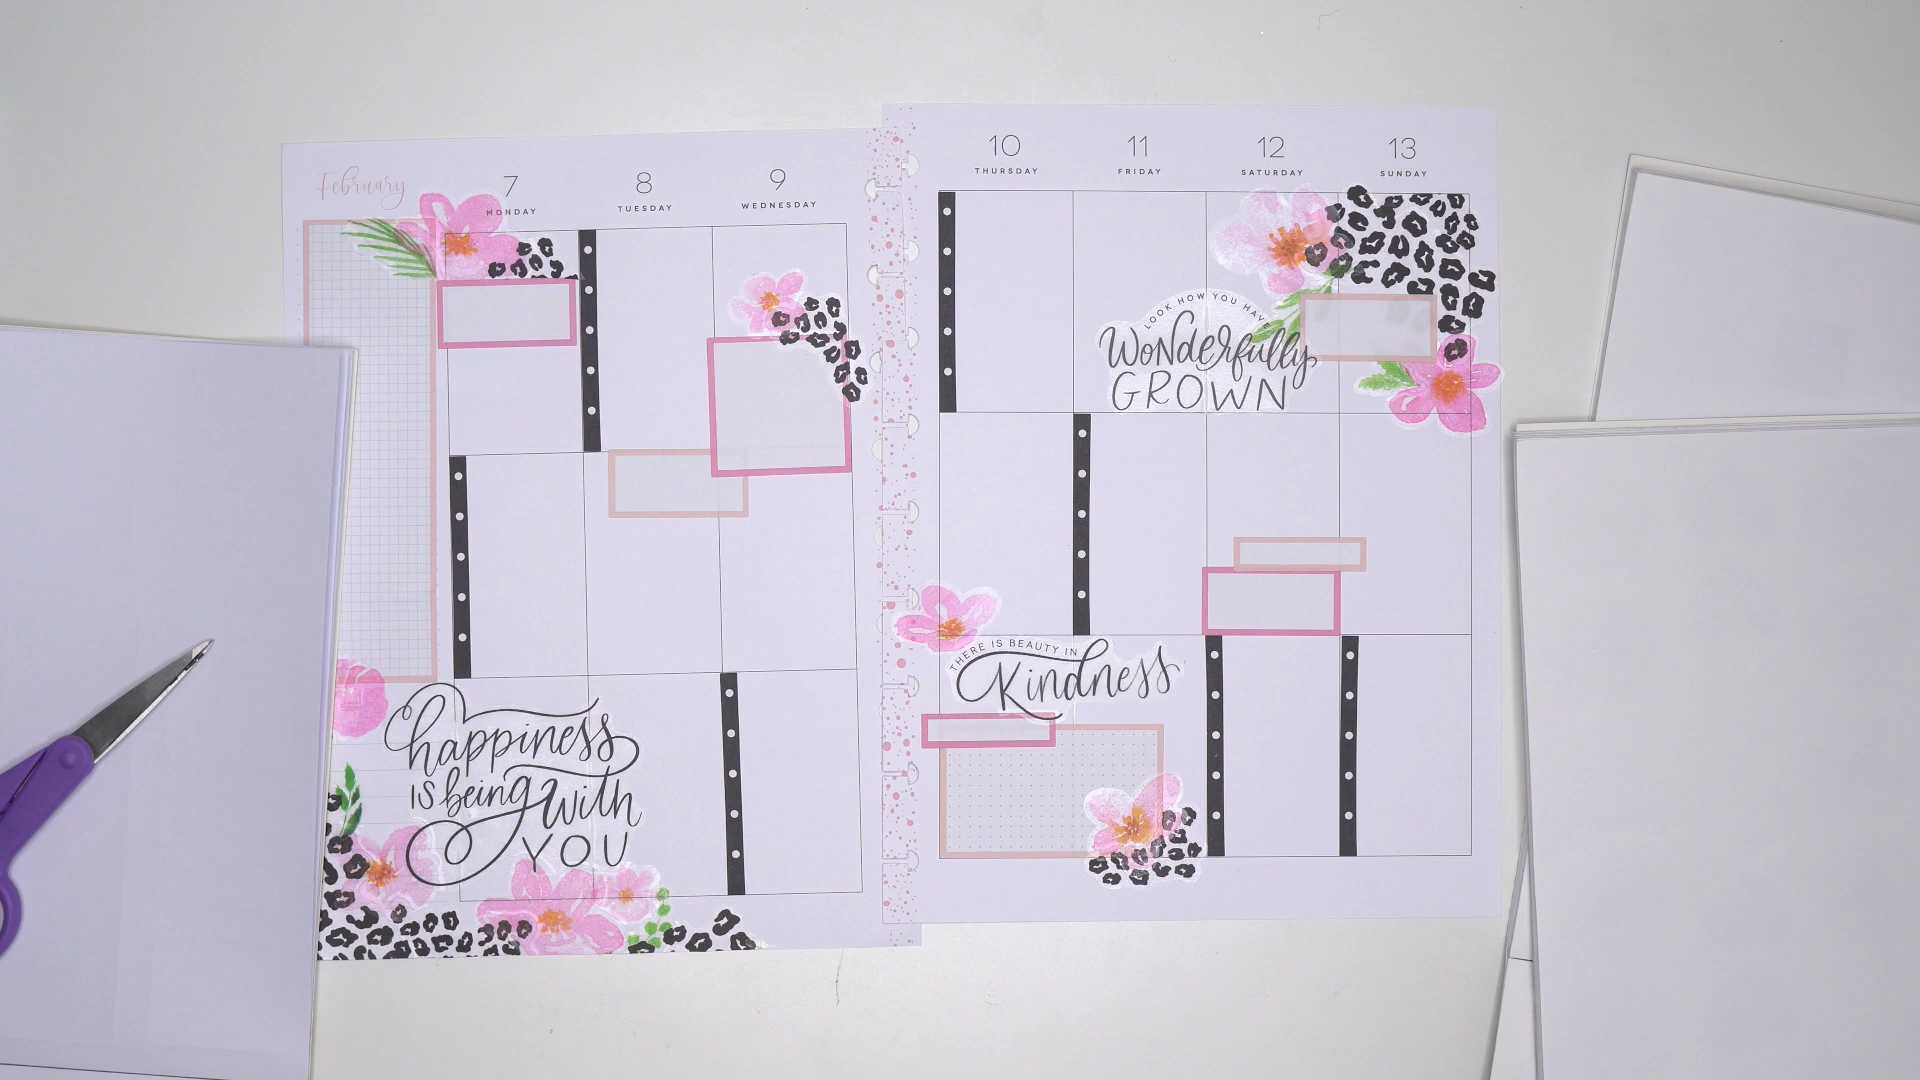 February
7
MONDAY
8
TUESDAY
9
WEDNESDAY
10
THURSDAY
11
FRIDAY
12
SATURDAY
13
SUNDAY
LOOK HOW YOU HAVE
Wonderfully
GROWN
THERE IS BEAUTY IN
Kindness
happiness
is being with
YOU